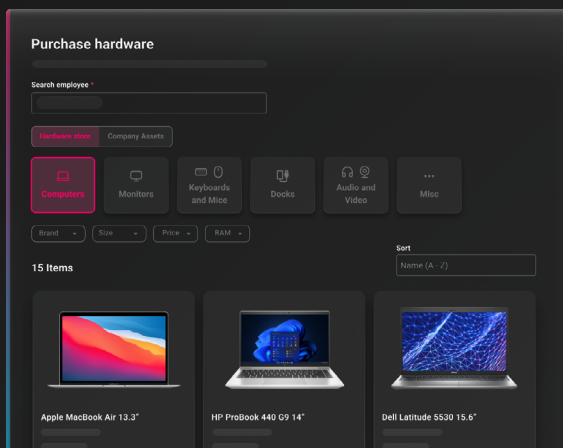 Purchase hardware
Search employee *
Hardware store Company Assets
Computers
Monitors
Keyboards
and Mice
Docks
Audio and
Video
Misc
Brand Size Price RAM
Sort
15 Items
Name (A - Z)
Apple MacBook Air 13.3"
HP ProBook 440 G9 14"
Dell Latitude 5530 15.6"